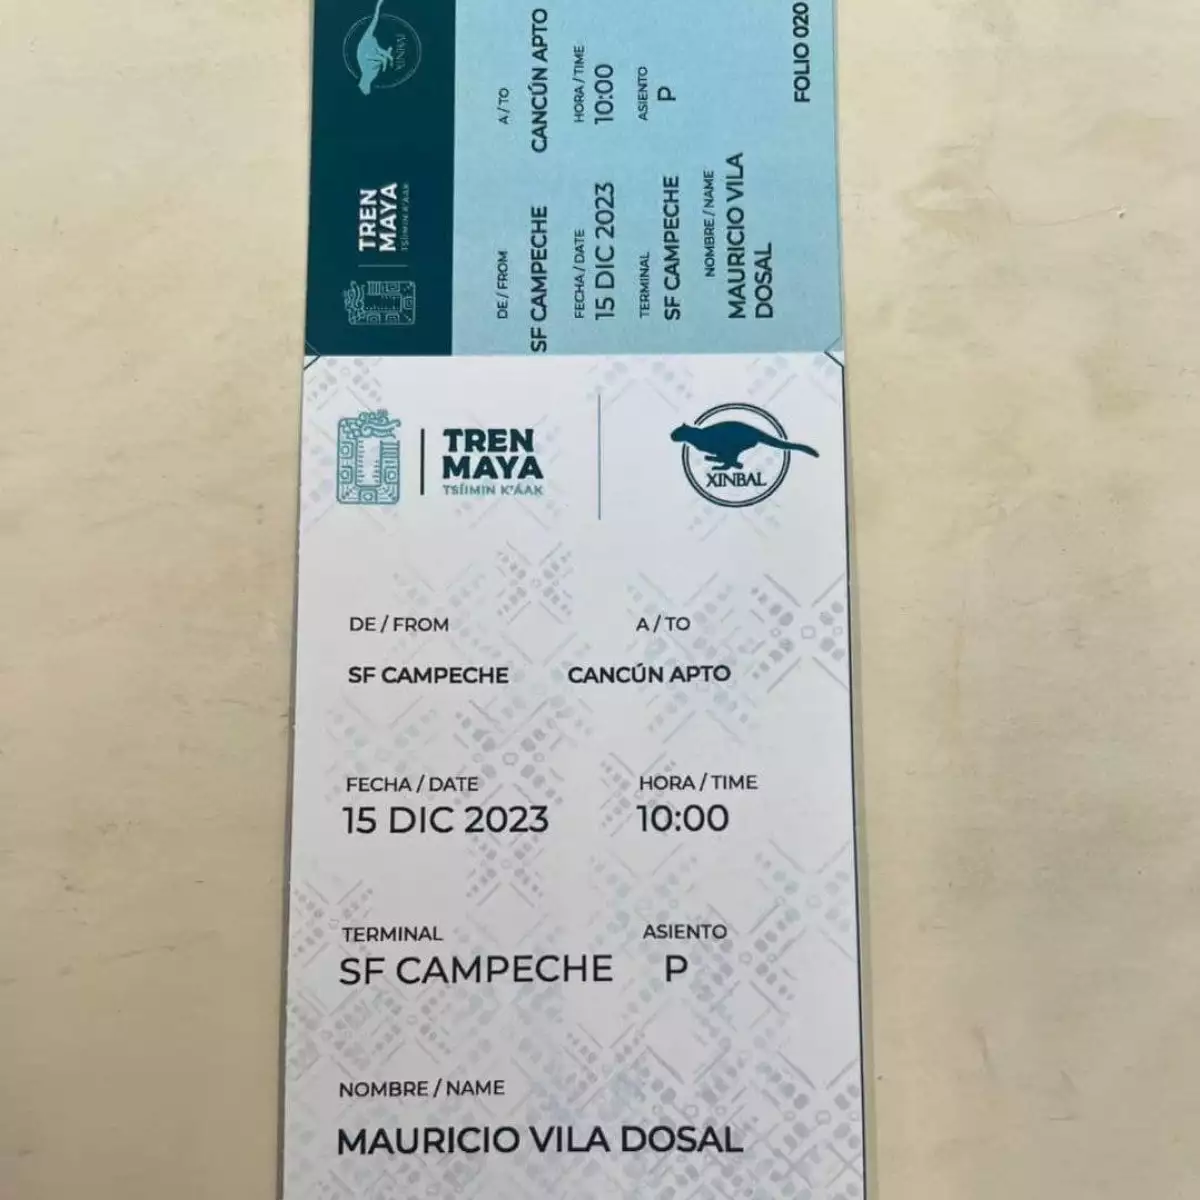 XINBAL
TREN
MAYA
TSÍIMIN K'ÁAK
DE / FROM
A / TO
SF CAMPECHE
CANCÚN APTO
FECHA / DATE
HORA / TIME
15 DIC 2023
10:00
TERMINAL
ASIENTO
SF CAMPECHE
P
NOMBRE / NAME
MAURICIO VILA
DOSAL
FOLIO 020
TREN
MAYA
TSÍIMIN K'ÁAK
XINBAL
DE / FROM
A / TO
SF CAMPECHE
CANCÚN APTO
FECHA / DATE
HORA / TIME
15 DIC 2023
10:00
TERMINAL
ASIENTO
SF CAMPECHE
P
NOMBRE / NAME
MAURICIO VILA DOSAL